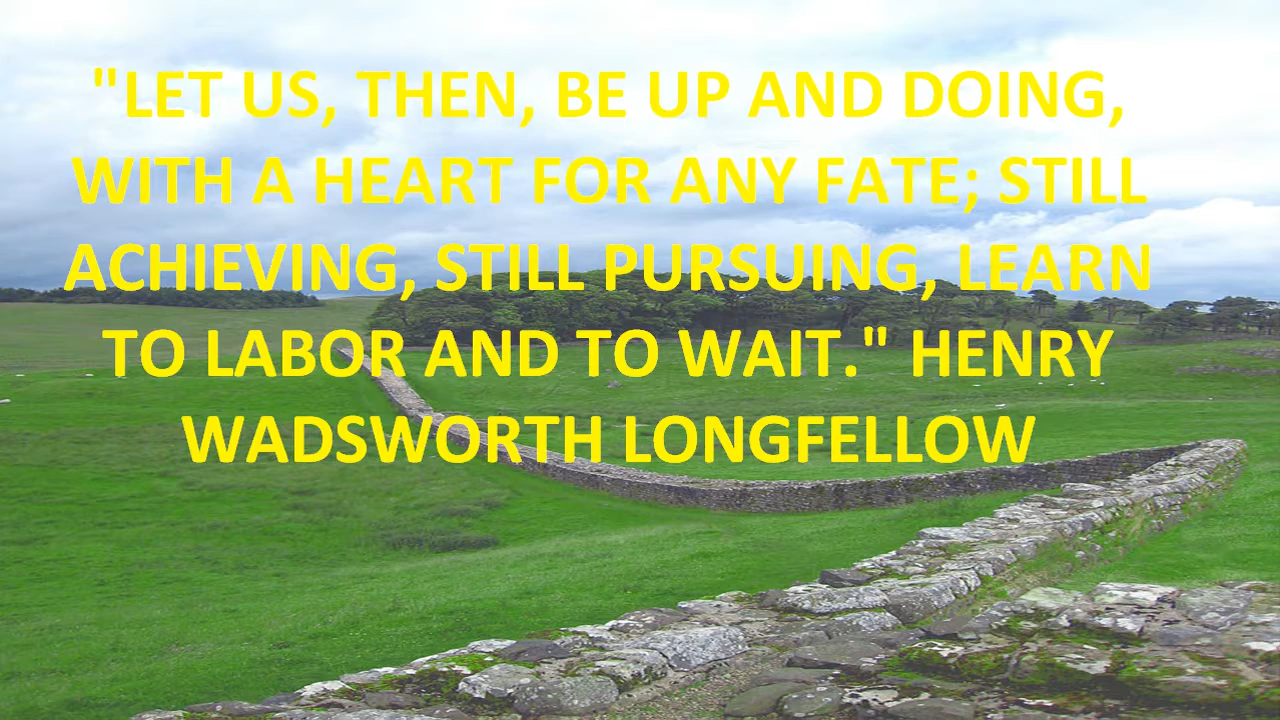 "LET US, THEN, BE UP AND DOING,
WITH A HEART FOR ANY FATE; STILL
ACHIEVING, STILL PURSUING, LEARN
TO LABOR AND TO WAIT." HENRY
WADSWORTH LONGFELLOW